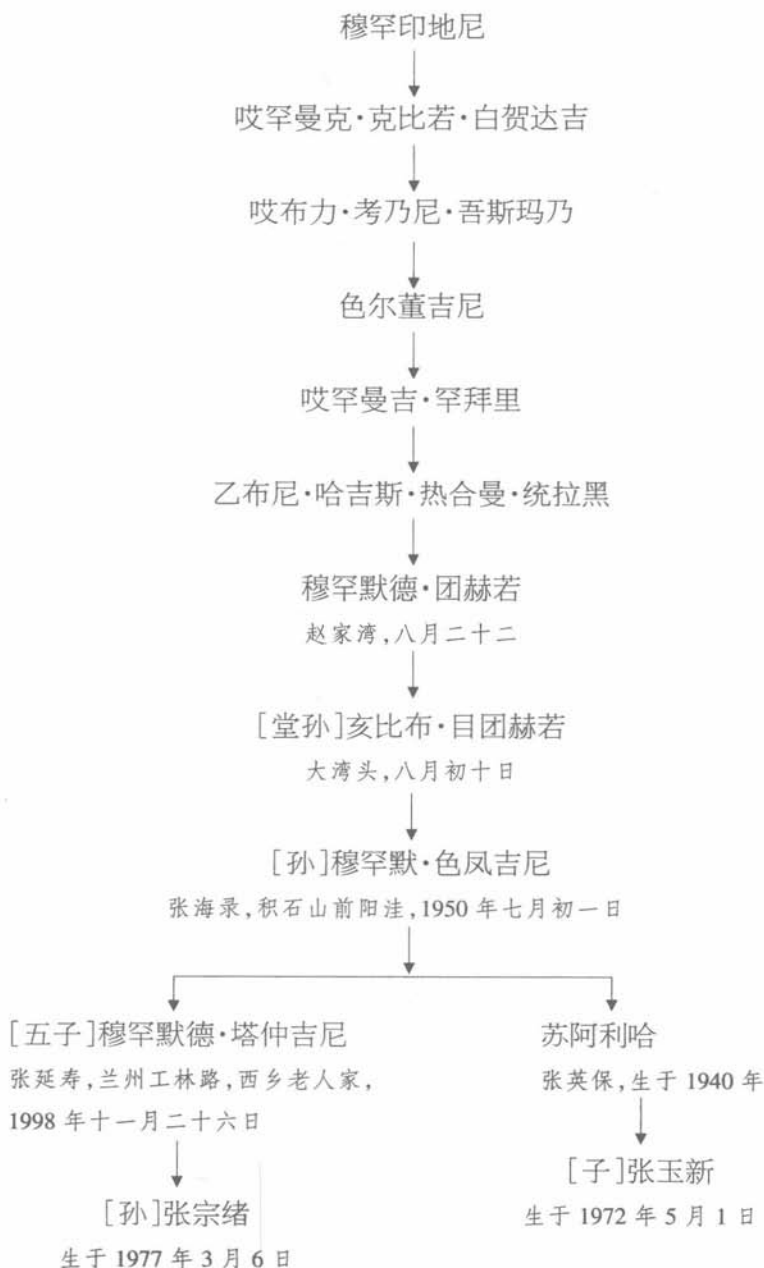 穆罕印地尼
哎罕曼克·克比若·白贺达吉
哎布力·考乃尼·吾斯玛乃
色尔董吉尼
哎罕曼吉·罕拜里
乙布尼·哈吉斯·热合曼·统拉黑
穆罕默德·团赫若
赵家湾,八月二十二
[堂孙]亥比布·目团赫若
大湾头,八月初十日
[孙]穆罕默·色凤吉尼
张海录,积石山前阳洼,1950年七月初一日
[五子]穆罕默德·塔仲吉尼
张延寿,兰州工林路,西乡老人家,
1998年十一月二十六日
[孙]张宗绪
生于1977年3月6日
苏阿利哈
张英保,生于1940年
[子]张玉新
生于1972年5月1日